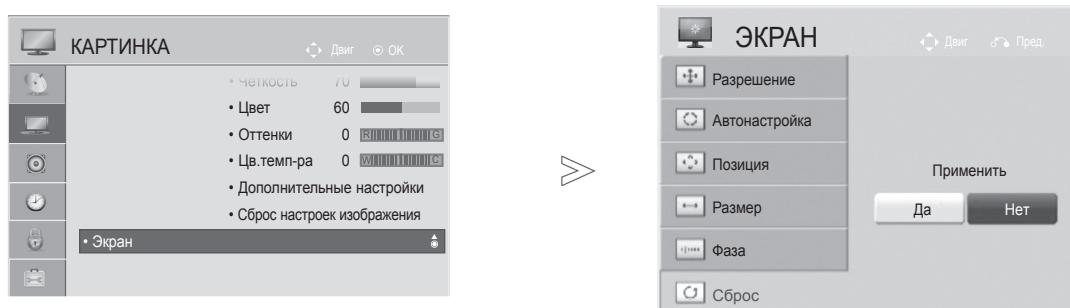 КАРТИНКА
Двиг OK
• Четкость 70
• Цвет 60
• Оттенки 0 R G
• Цв.темп-ра 0 W C
• Дополнительные настройки
• Сброс настроек изображения
• Экран
ЭКРАН
Двиг Пред.
Разрешение
Автонастройка
Позиция
Размер
Фаза
Сброс
Применить
Да Нет